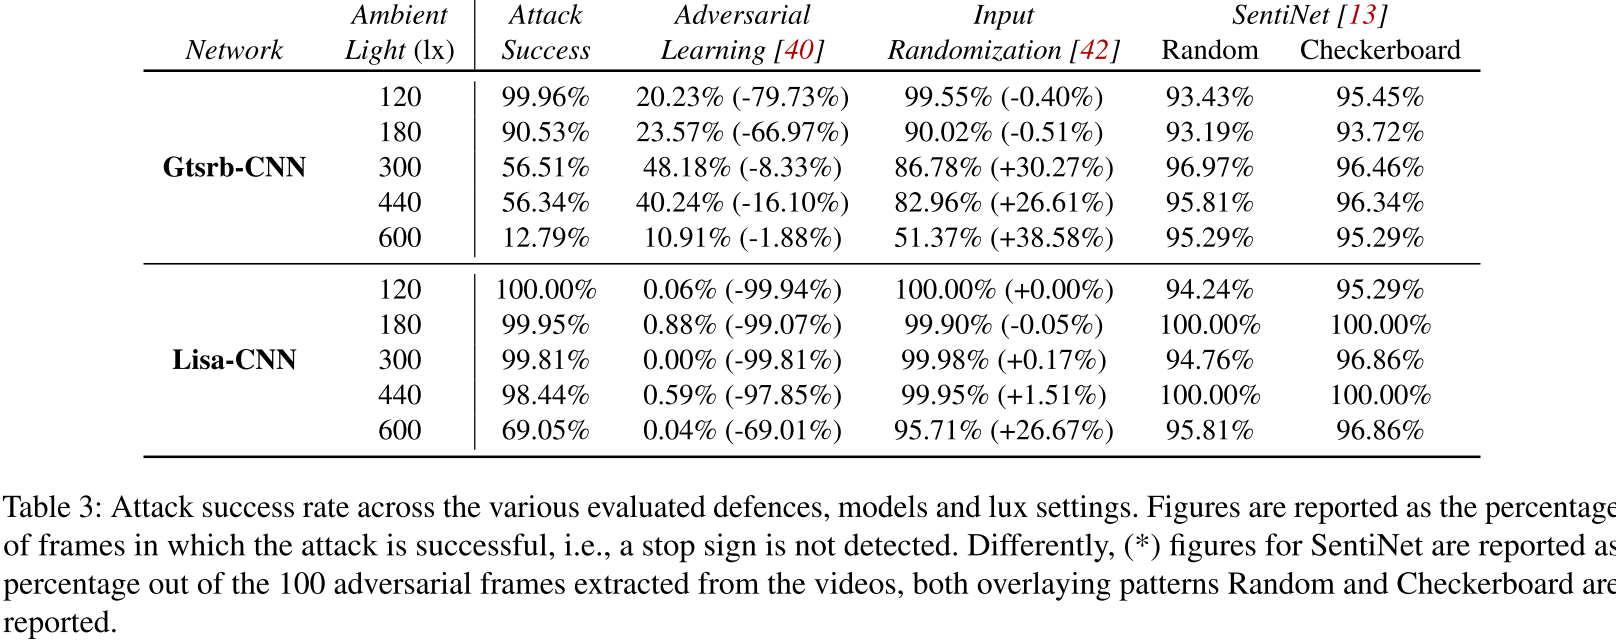 Ambient Attack Adversarial Input SentiNet [13]
Network Light (lx) Success Learning [40] Randomization [42] Random Checkerboard
120 99.96% 20.23% (-79.73%) 99.55% (-0.40%) 93.43% 95.45%
180 90.53% 23.57% (-66.97%) 90.02% (-0.51%) 93.19% 93.72%
Gtsrb-CNN 300 56.51% 48.18% (-8.33%) 86.78% (+30.27%) 96.97% 96.46%
440 56.34% 40.24% (-16.10%) 82.96% (+26.61%) 95.81% 96.34%
600 12.79% 10.91% (-1.88%) 51.37% (+38.58%) 95.29% 95.29%
120 100.00% 0.06% (-99.94%) 100.00% (+0.00%) 94.24% 95.29%
180 99.95% 0.88% (-99.07%) 99.90% (-0.05%) 100.00% 100.00%
Lisa-CNN 300 99.81% 0.00% (-99.81%) 99.98% (+0.17%) 94.76% 96.86%
440 98.44% 0.59% (-97.85%) 99.95% (+1.51%) 100.00% 100.00%
600 69.05% 0.04% (-69.01%) 95.71% (+26.67%) 95.81% 96.86%
Table 3: Attack success rate across the various evaluated defences, models and lux settings. Figures are reported as the percentage
of frames in which the attack is successful, i.e., a stop sign is not detected. Differently, (*) figures for SentiNet are reported as
percentage out of the 100 adversarial frames extracted from the videos, both overlaying patterns Random and Checkerboard are
reported.